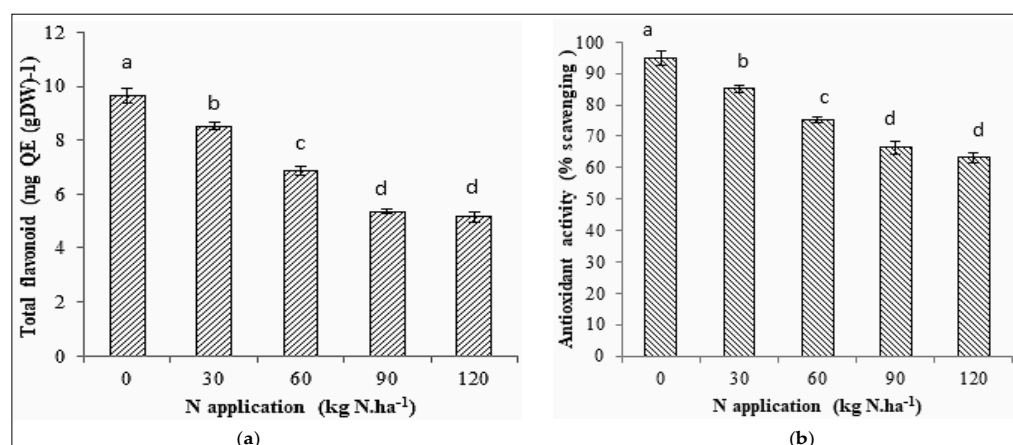 Total flavonoid (mg QE (gDW)-1)
12
10
8
6
4
2
0
a
b
c
d
d
0 30 60 90 120
N application (kg N.ha⁻¹)
(a)
Antioxidant activity (% scavenging )
100
90
80
70
60
50
40
30
20
10
0
a
b
c
d
d
0 30 60 90 120
N application (kg N.ha⁻¹)
(b)